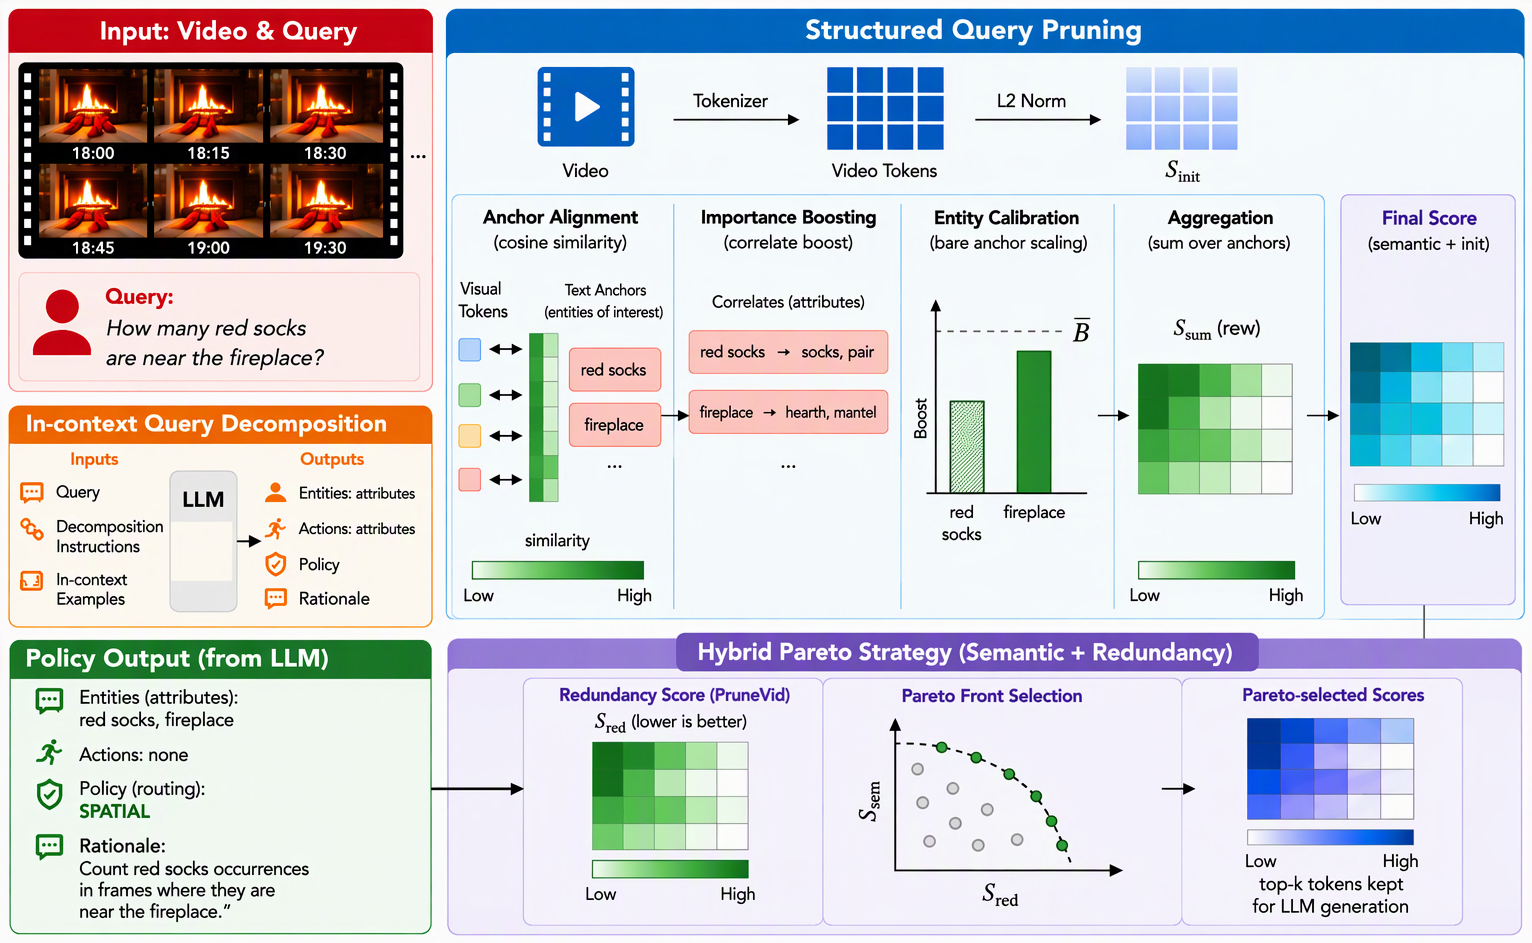 Input: Video & Query
18:00
18:15
18:30
...
18:45
19:00
19:30
Query:
How many red socks
are near the fireplace?
In-context Query Decomposition
Inputs
Outputs
Query
Decomposition
Instructions
In-context
Examples
LLM
Entities: attributes
Actions: attributes
Policy
Rationale
Policy Output (from LLM)
Entities (attributes):
red socks, fireplace
Actions: none
Policy (routing):
SPATIAL
Rationale:
Count red socks occurrences
in frames where they are
near the fireplace.”
Structured Query Pruning
Video
Tokenizer
Video Tokens
L2 Norm
S_init
Anchor Alignment
(cosine similarity)
Visual
Tokens
Text Anchors
(entities of interest)
red socks
fireplace
...
similarity
Low
High
Importance Boosting
(correlate boost)
Correlates (attributes)
red socks → socks, pair
fireplace → hearth, mantel
...
Entity Calibration
(bare anchor scaling)
B̅
Boost
red
socks
fireplace
Aggregation
(sum over anchors)
S_sum (rew)
Low
High
Final Score
(semantic + init)
Low
High
Hybrid Pareto Strategy (Semantic + Redundancy)
Redundancy Score (PruneVid)
S_red (lower is better)
Low
High
Pareto Front Selection
S_sem
S_red
Pareto-selected Scores
Low
High
top-k tokens kept
for LLM generation